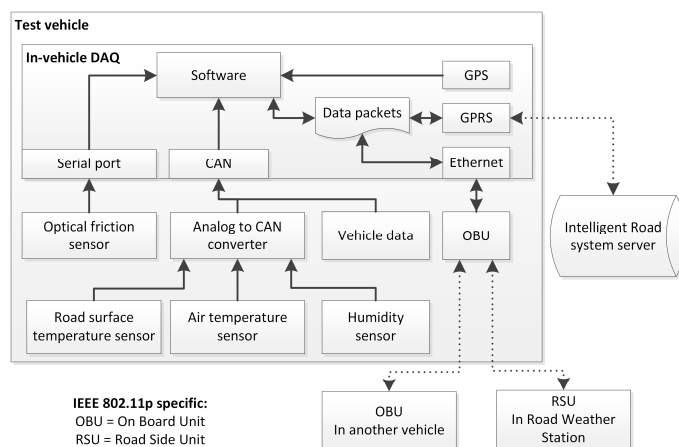 Test vehicle
In-vehicle DAQ
Software
GPS
Data packets
GPRS
Serial port
CAN
Ethernet
Optical friction
sensor
Analog to CAN
converter
Vehicle data
OBU
Intelligent Road
system server
Road surface
temperature sensor
Air temperature
sensor
Humidity
sensor
IEEE 802.11p specific:
OBU = On Board Unit
RSU = Road Side Unit
OBU
In another vehicle
RSU
In Road Weather
Station